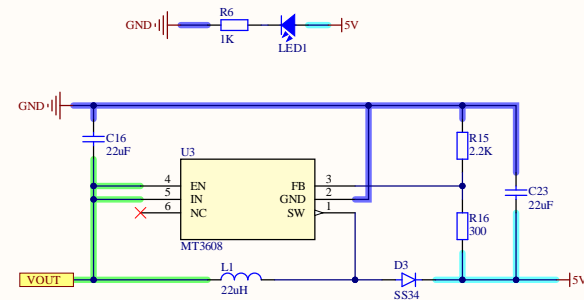 GND
R6
1K
LED1
5V
GND
C16
22uF
U3
4
EN
5
IN
6
NC
FB
3
GND
2
SW
1
MT3608
R15
2.2K
C23
22uF
R16
300
VOUT
L1
22uH
D3
SS34
5V